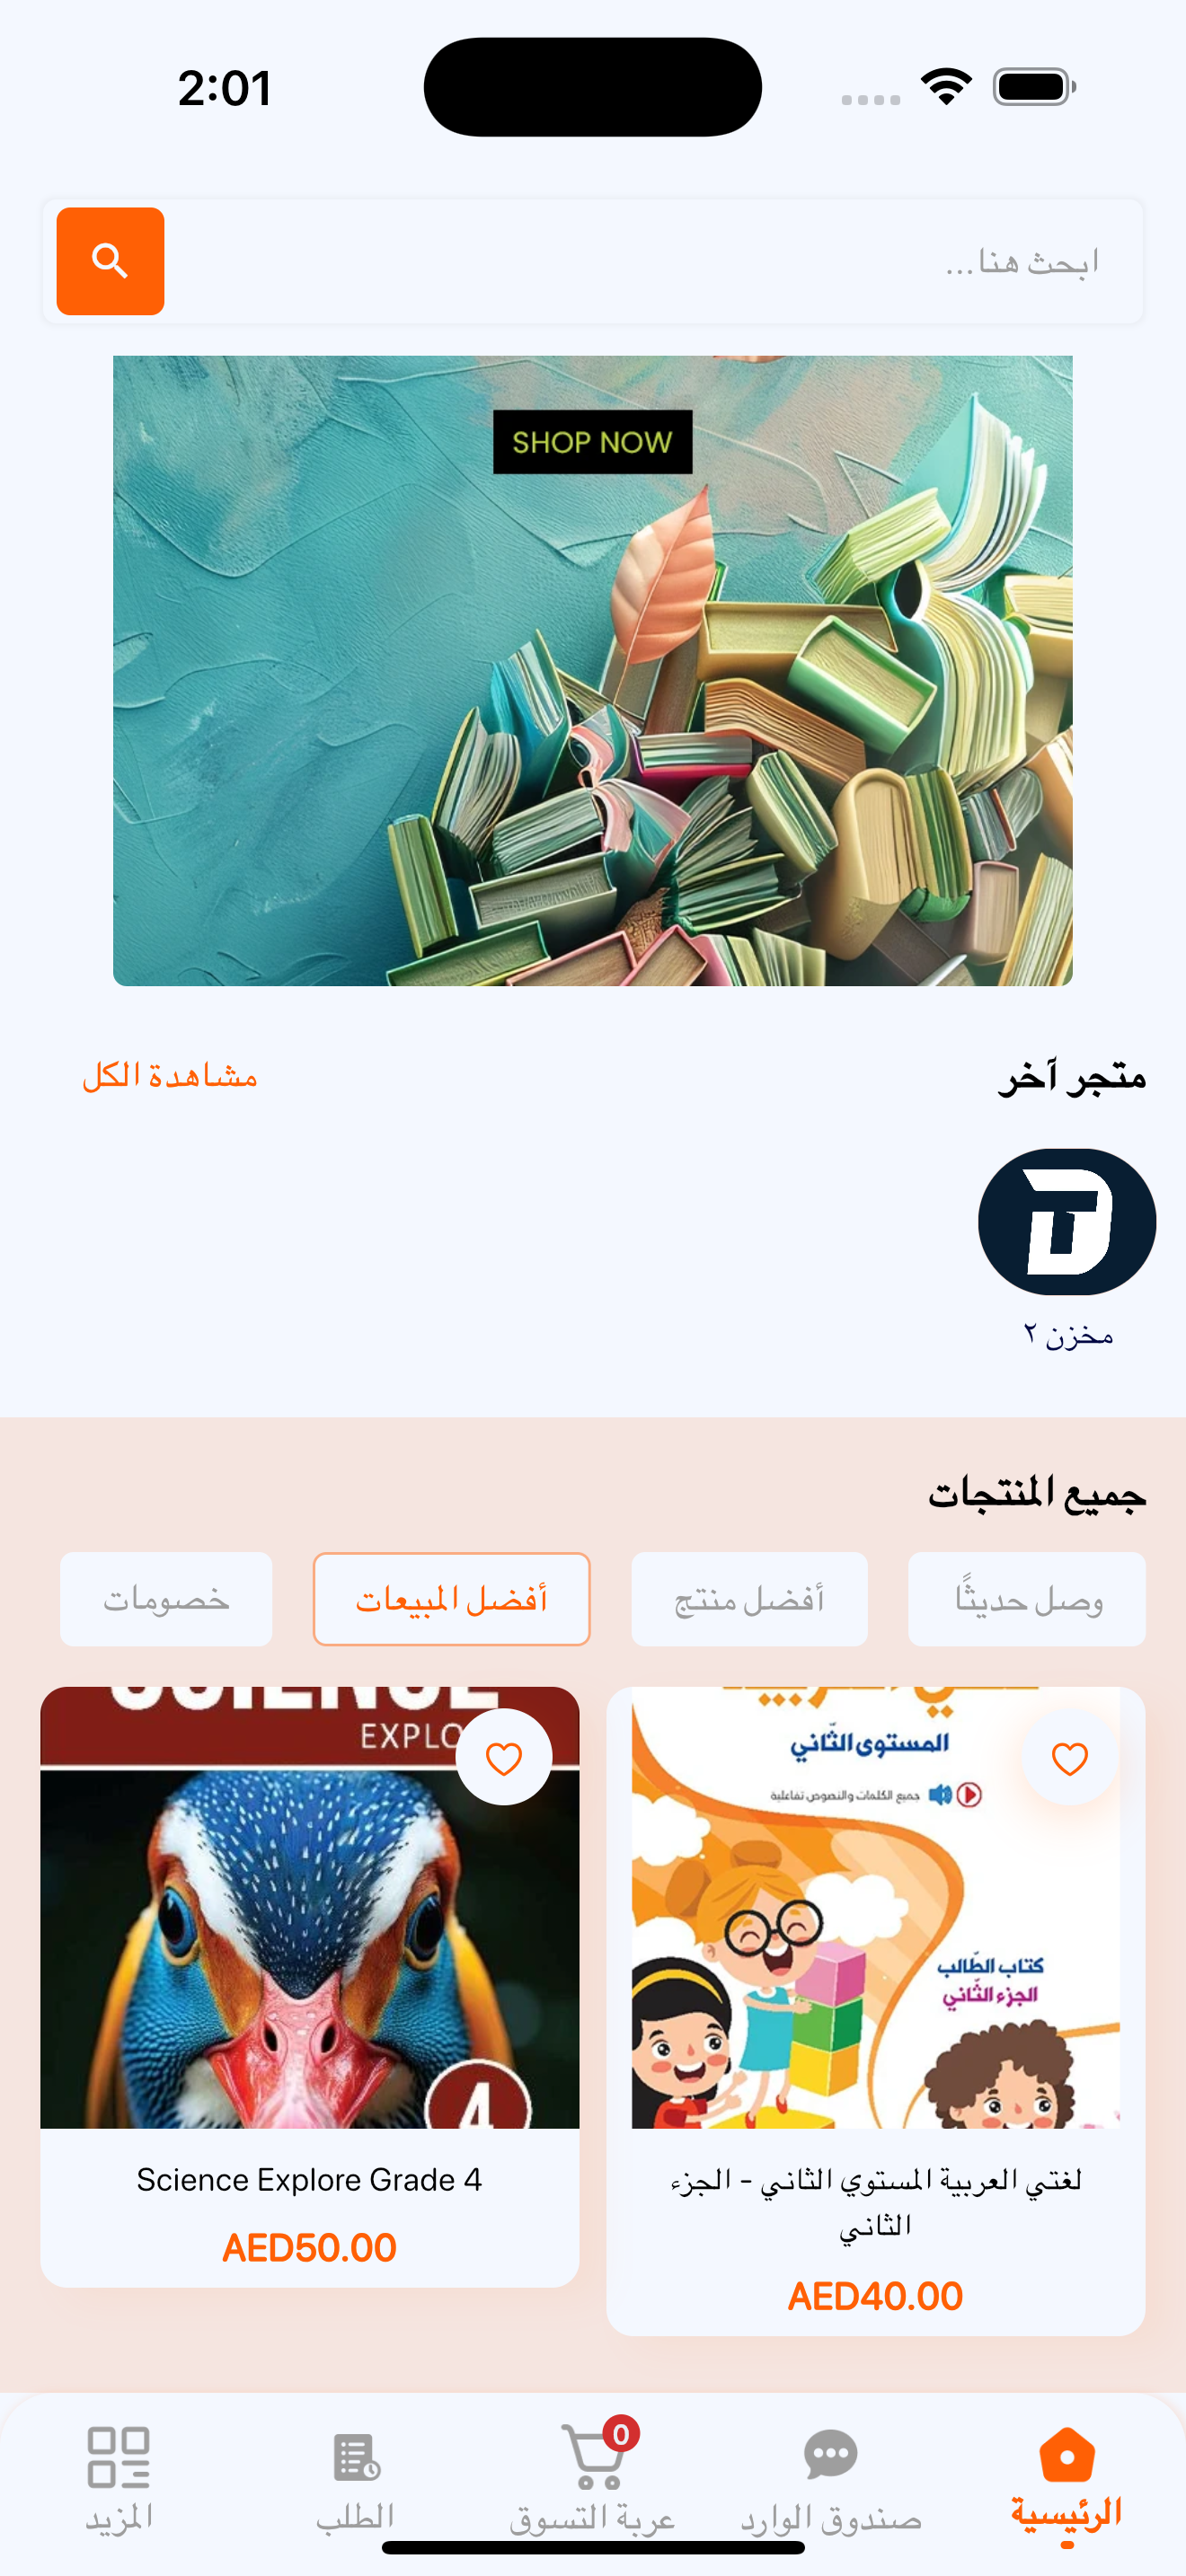 2:01
ابحث هنا...
SHOP NOW
متجر آخر
مشاهدة الكل
مخزن ٢
جميع المنتجات
وصل حديثًا
أفضل منتج
أفضل المبيعات
خصومات
المستوى الثّاني
جميع الكلمات والنصوص تفاعلية
كتاب الطّالب
الجزء الثّاني
لغتي العربية المستوي الثاني - الجزء
الثاني
AED40.00
SCIENCE
EXPLO
4
Science Explore Grade 4
AED50.00
الرئيسية
صندوق الوارد
0
عربة التسوق
الطلب
المزيد